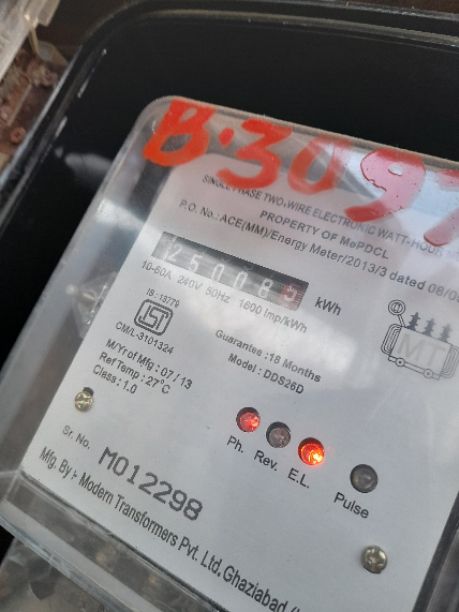 B.309
SINGLE PHASE TWO-WIRE ELECTRONIC WATT-HOUR
PROPERTY OF MePDCL
P.O. No.: ACE(MM)/Energy Meter/2013/3 dated
25008 kWh
10-60A 240V 50Hz 1600 Imp/kWh
IS:13779
CM/L-3101324
Guarantee :18 Months
Model : DDS26D
MT
M/Yr of Mfg : 07 / 13
Ref Temp : 27°C
Class : 1.0
Ph. Rev. E.L. Pulse
Sr. No. M012298
Mfg. By :- Modern Transformers Pvt. Ltd. Ghaziabad